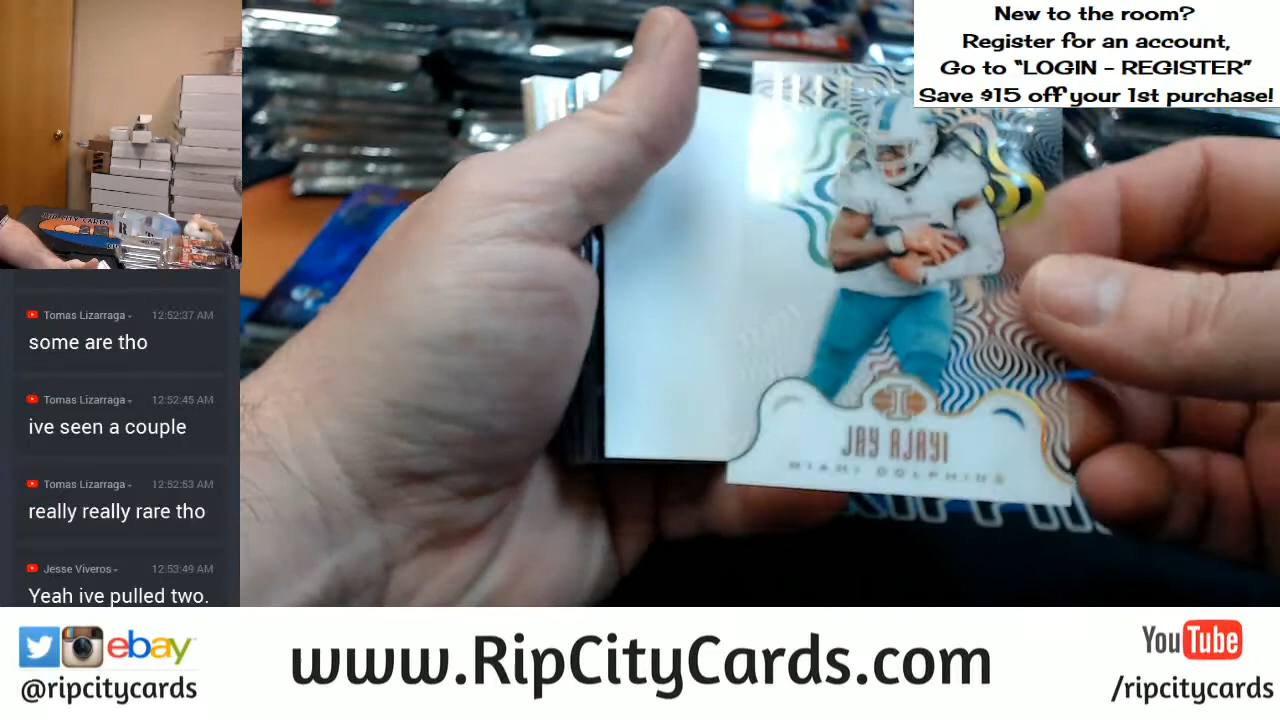 New to the room?
Register for an account,
Go to "LOGIN - REGISTER"
Save $15 off your 1st purchase!
Tomas Lizarraga 12:52:37 AM
some are tho
Tomas Lizarraga 12:52:45 AM
ive seen a couple
Tomas Lizarraga 12:52:53 AM
really really rare tho
Jesse Viveros 12:53:49 AM
Yeah ive pulled two.
JAY AJAYI
MIAMI DOLPHINS
ebay
@ripcitycards
www.RipCityCards.com
YouTube
/ripcitycards